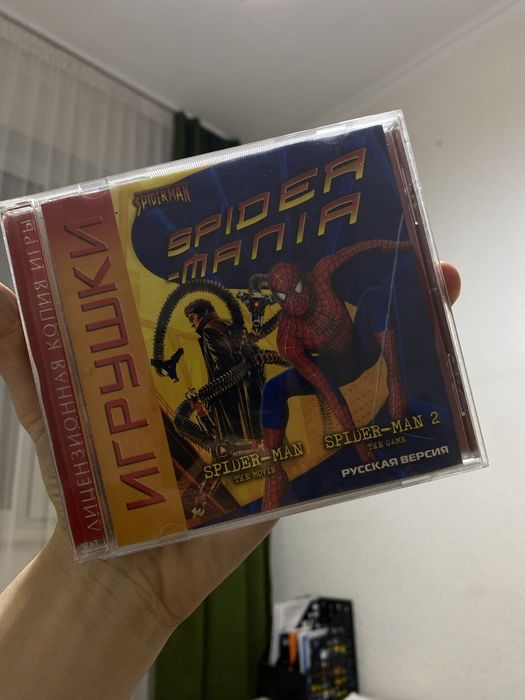 ЛИЦЕНЗИОННАЯ КОПИЯ ИГРЫ
ИГРУШКИ
SPIDER-MAN
SPIDER
-MANIA
SPIDER-MAN
THE MOVIE
SPIDER-MAN 2
THE GAME
РУССКАЯ ВЕРСИЯ